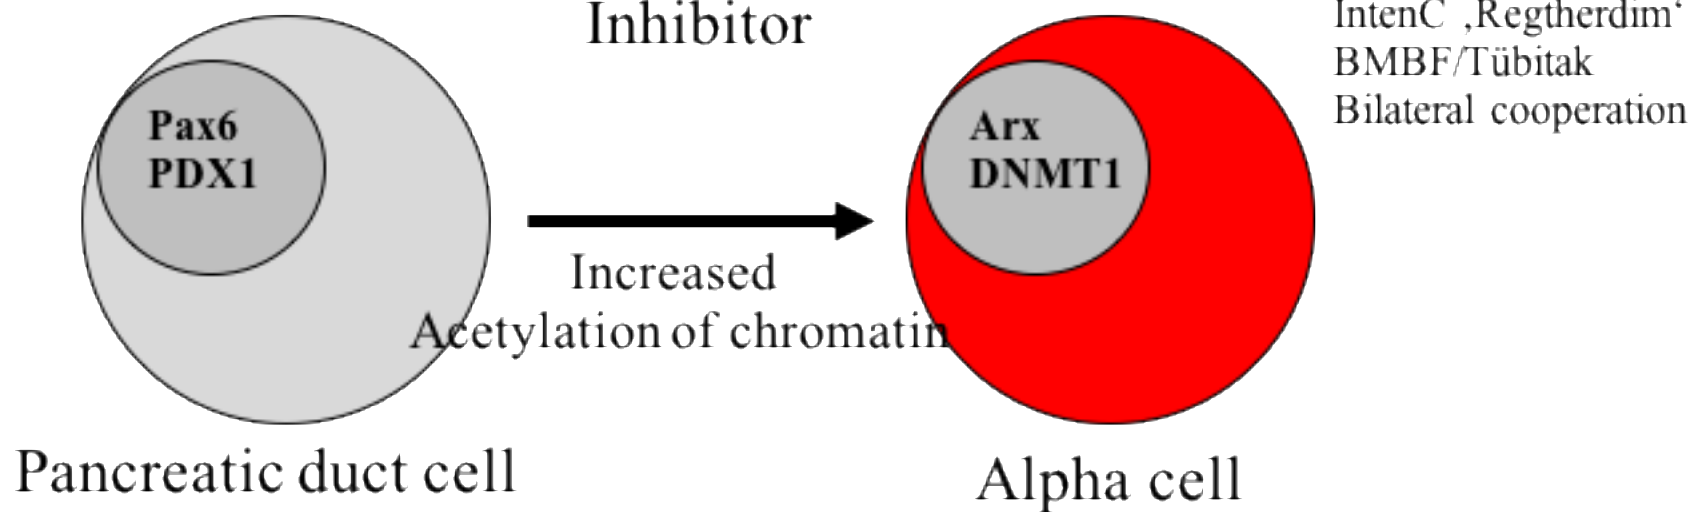 Inhibitor
IntenC ‚Regtherdim‘
BMBF/Tübitak
Bilateral cooperation
Pax6
PDX1
Arx
DNMT1
Increased
Acetylation of chromatin
Pancreatic duct cell
Alpha cell